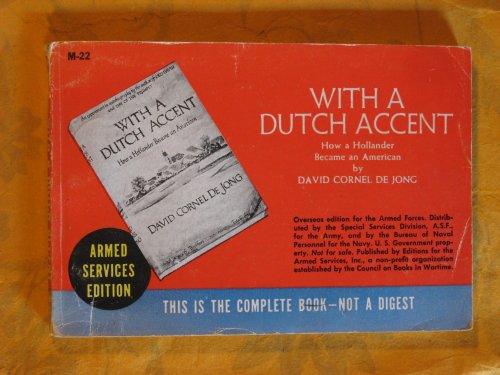 M-22
WITH A
DUTCH ACCENT
How a Hollander
Became an American
by
DAVID CORNEL DE JONG
WITH A
DUTCH ACCENT
How a Hollander Became an American
DAVID CORNEL DE JONG
Overseas edition for the Armed Forces. Distrib-
uted by the Special Services Division, A.S.F.,
for the Army, and by the Bureau of Naval
Personnel for the Navy. U. S. Government prop-
erty. Not for sale. Published by Editions for the
Armed Services, Inc., a non-profit organization
established by the Council on Books in Wartime.
ARMED
SERVICES
EDITION
THIS IS THE COMPLETE BOOK—NOT A DIGEST